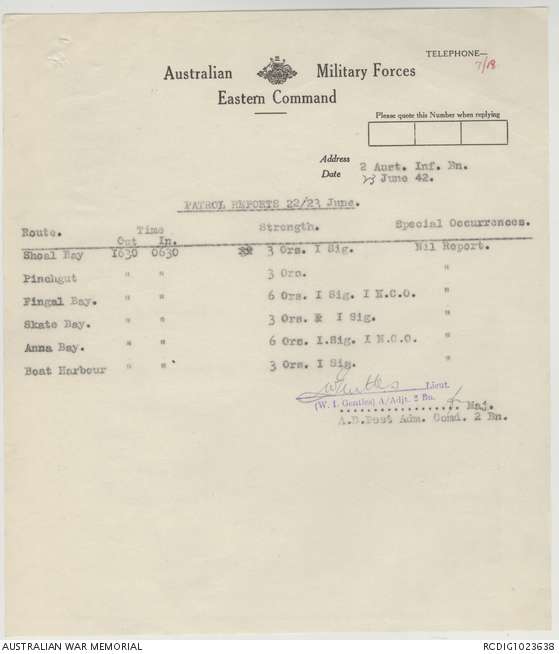 TELEPHONE—
7/18
Australian Military Forces
Eastern Command
Please quote this Number when replying
Address 2 Aust. Inf. Bn.
Date 23 June 42.
PATROL REPORTS 22/23 June.
Route. Time Strength. Special Occurrences.
Out In.
Shoal Bay 1630 0630 3 Ors. I Sig. Nil Report.
Pinchgut " " 3 Ors. "
Fingal Bay. " " 6 Ors. I Sig. I N.C.O. "
Skate Bay. " " 3 Ors. & I Sig. "
Anna Bay. " " 6 Ors. I.Sig. I N.C.O. "
Boat Harbour " " 3 Ors. I Sig. "
WGentles Lieut.
(W. I. Gentles) A/Adjt. 2 Bn.
.................. Maj.
A.D.Post Adm. Comd. 2 Bn.
AUSTRALIAN WAR MEMORIAL RCDIG1023638